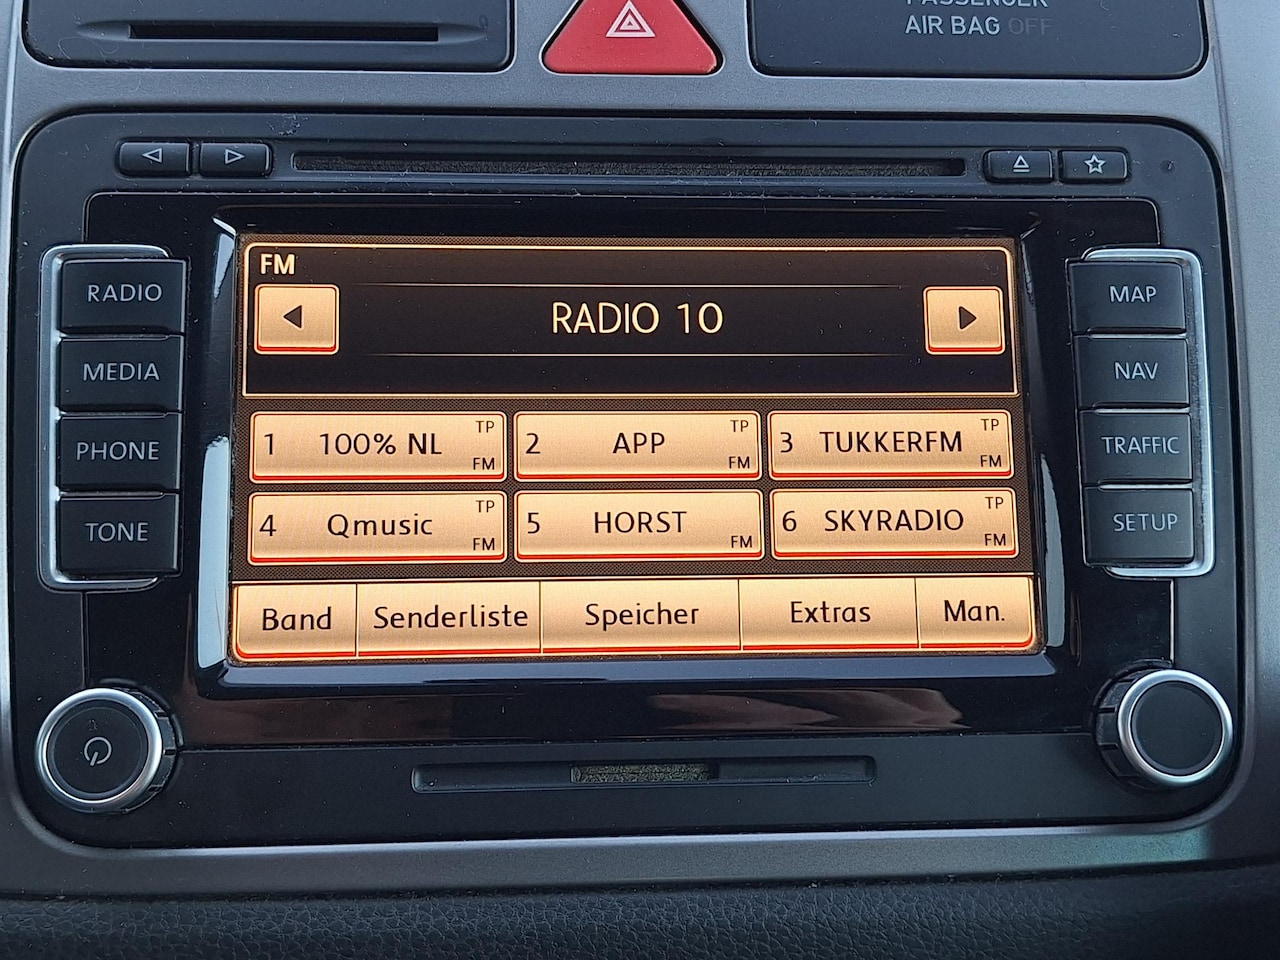 PASSENGER
AIR BAG OFF
FM
RADIO 10
RADIO
MEDIA
PHONE
TONE
1 100% NL TP FM
2 APP TP FM
3 TUKKERFM TP FM
4 Qmusic TP FM
5 HORST FM
6 SKYRADIO TP FM
Band Senderliste Speicher Extras Man.
MAP
NAV
TRAFFIC
SETUP